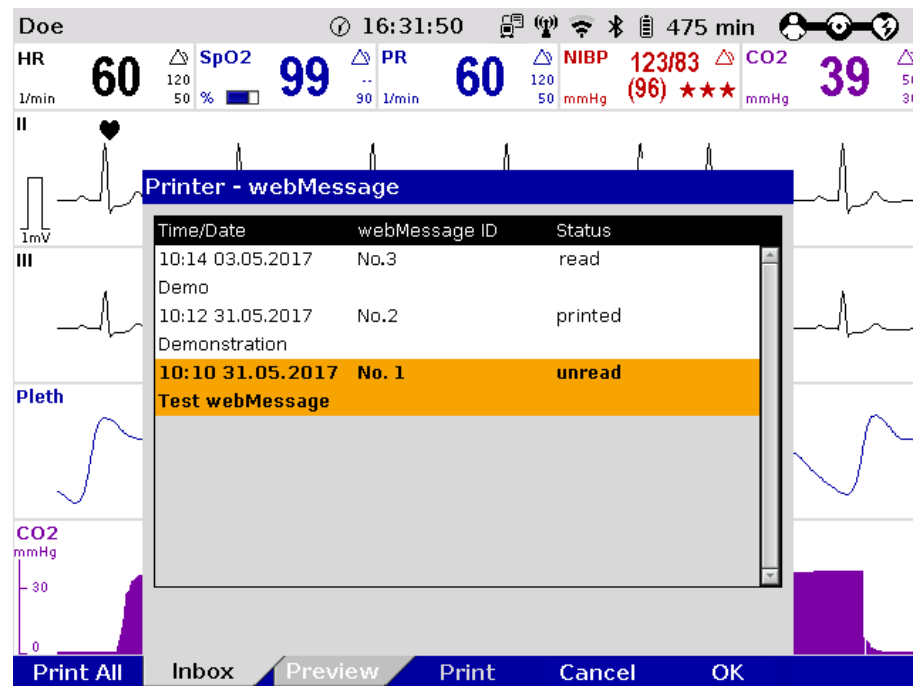 Doe 16:31:50 475 min
HR 60 120 50 SpO2 99 -- 90 PR 60 120 50 NIBP 123/83 CO2 39
1/min % 1/min mmHg (96) ★★★ mmHg
II
1mV
III
Pleth
CO2
mmHg
30
0
Printer - webMessage
Time/Date webMessage ID Status
10:14 03.05.2017 No.3 read
Demo
10:12 31.05.2017 No.2 printed
Demonstration
10:10 31.05.2017 No. 1 unread
Test webMessage
Print All Inbox Preview Print Cancel OK